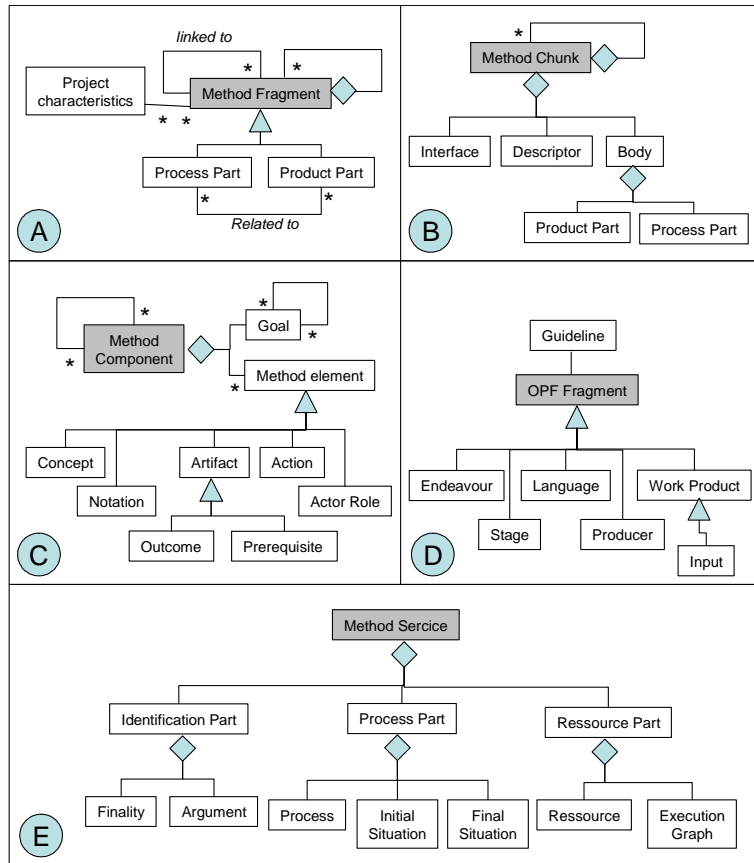 linked to
*
*
*
Method Fragment
Project
characteristics
*
*
Process Part
Product Part
*
*
Related to
A
*
Method Chunk
Interface
Descriptor
Body
Product Part
Process Part
B
*
*
Method
Component
*
Goal
*
*
Method element
Concept
Artifact
Action
Notation
Actor Role
Outcome
Prerequisite
C
Guideline
OPF Fragment
Endeavour
Language
Work Product
Stage
Producer
Input
D
Method Sercice
Identification Part
Process Part
Ressource Part
Finality
Argument
Process
Initial
Situation
Final
Situation
Ressource
Execution
Graph
E